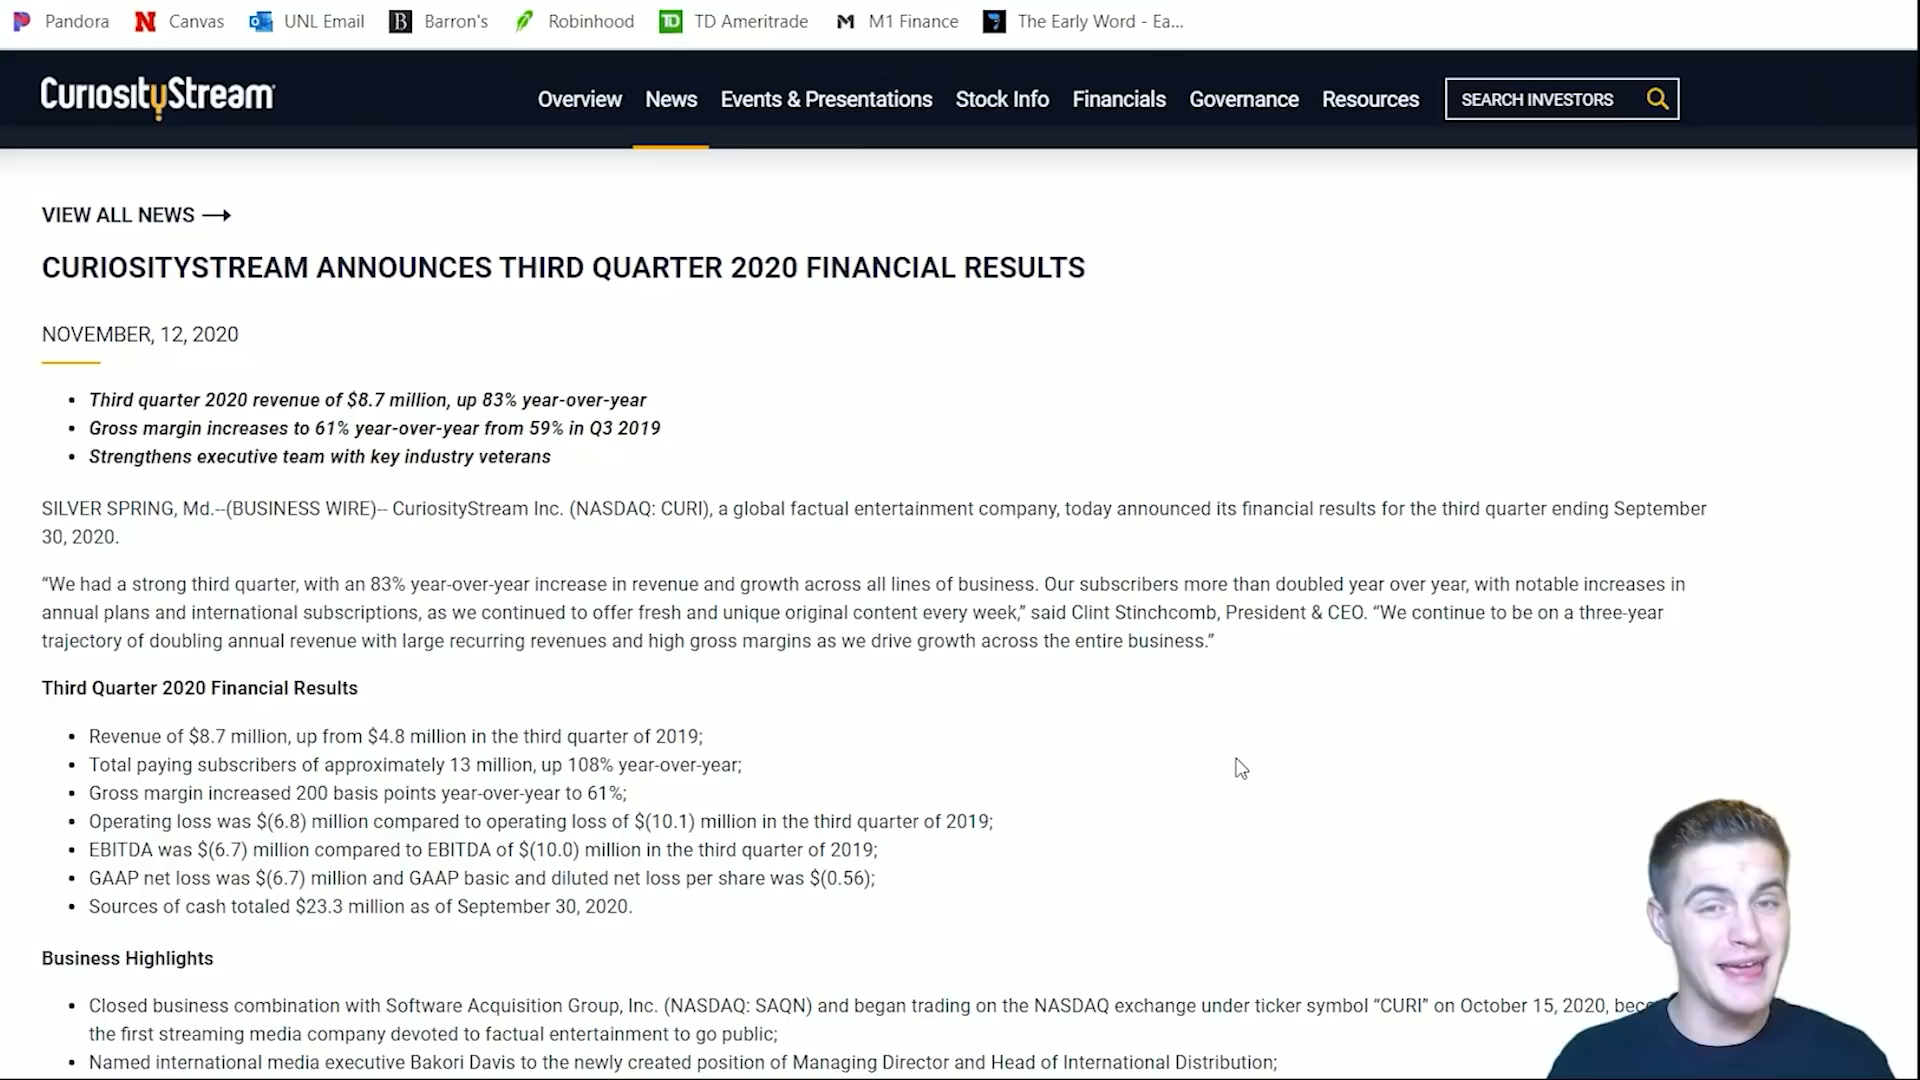 Pandora Canvas UNL Email Barron's Robinhood TD Ameritrade M1 Finance The Early Word - Ea...
CuriosityStream Overview News Events & Presentations Stock Info Financials Governance Resources SEARCH INVESTORS
VIEW ALL NEWS →
CURIOSITYSTREAM ANNOUNCES THIRD QUARTER 2020 FINANCIAL RESULTS
NOVEMBER, 12, 2020
• Third quarter 2020 revenue of $8.7 million, up 83% year-over-year
• Gross margin increases to 61% year-over-year from 59% in Q3 2019
• Strengthens executive team with key industry veterans
SILVER SPRING, Md.--(BUSINESS WIRE)-- CuriosityStream Inc. (NASDAQ: CURI), a global factual entertainment company, today announced its financial results for the third quarter ending September
30, 2020.
“We had a strong third quarter, with an 83% year-over-year increase in revenue and growth across all lines of business. Our subscribers more than doubled year over year, with notable increases in
annual plans and international subscriptions, as we continued to offer fresh and unique original content every week,” said Clint Stinchcomb, President & CEO. “We continue to be on a three-year
trajectory of doubling annual revenue with large recurring revenues and high gross margins as we drive growth across the entire business.”
Third Quarter 2020 Financial Results
• Revenue of $8.7 million, up from $4.8 million in the third quarter of 2019;
• Total paying subscribers of approximately 13 million, up 108% year-over-year;
• Gross margin increased 200 basis points year-over-year to 61%;
• Operating loss was $(6.8) million compared to operating loss of $(10.1) million in the third quarter of 2019;
• EBITDA was $(6.7) million compared to EBITDA of $(10.0) million in the third quarter of 2019;
• GAAP net loss was $(6.7) million and GAAP basic and diluted net loss per share was $(0.56);
• Sources of cash totaled $23.3 million as of September 30, 2020.
Business Highlights
• Closed business combination with Software Acquisition Group, Inc. (NASDAQ: SAQN) and began trading on the NASDAQ exchange under ticker symbol “CURI” on October 15, 2020,
the first streaming media company devoted to factual entertainment to go public;
• Named international media executive Bakori Davis to the newly created position of Managing Director and Head of International Distribution;